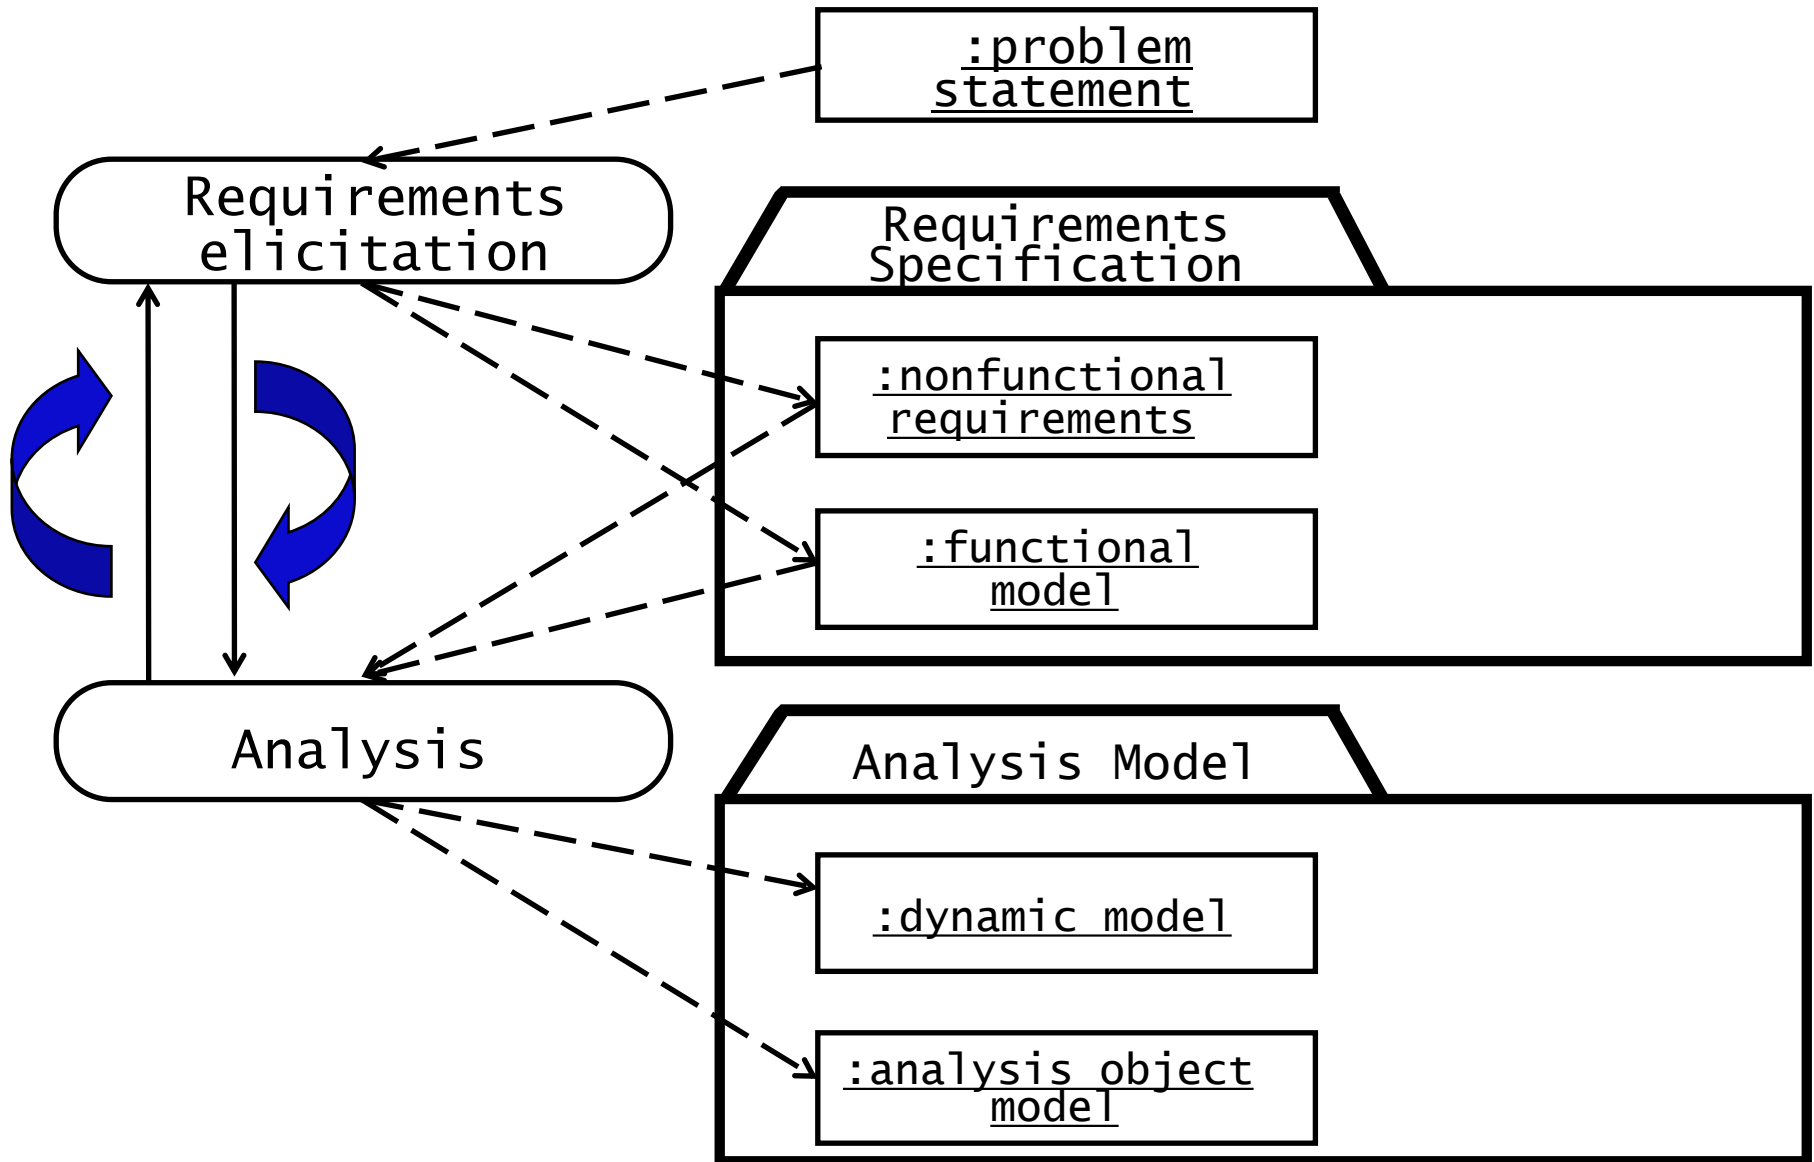 :problem
statement
Requirements
elicitation
Requirements
Specification
:nonfunctional
requirements
:functional
model
Analysis
Analysis Model
:dynamic model
:analysis object
model